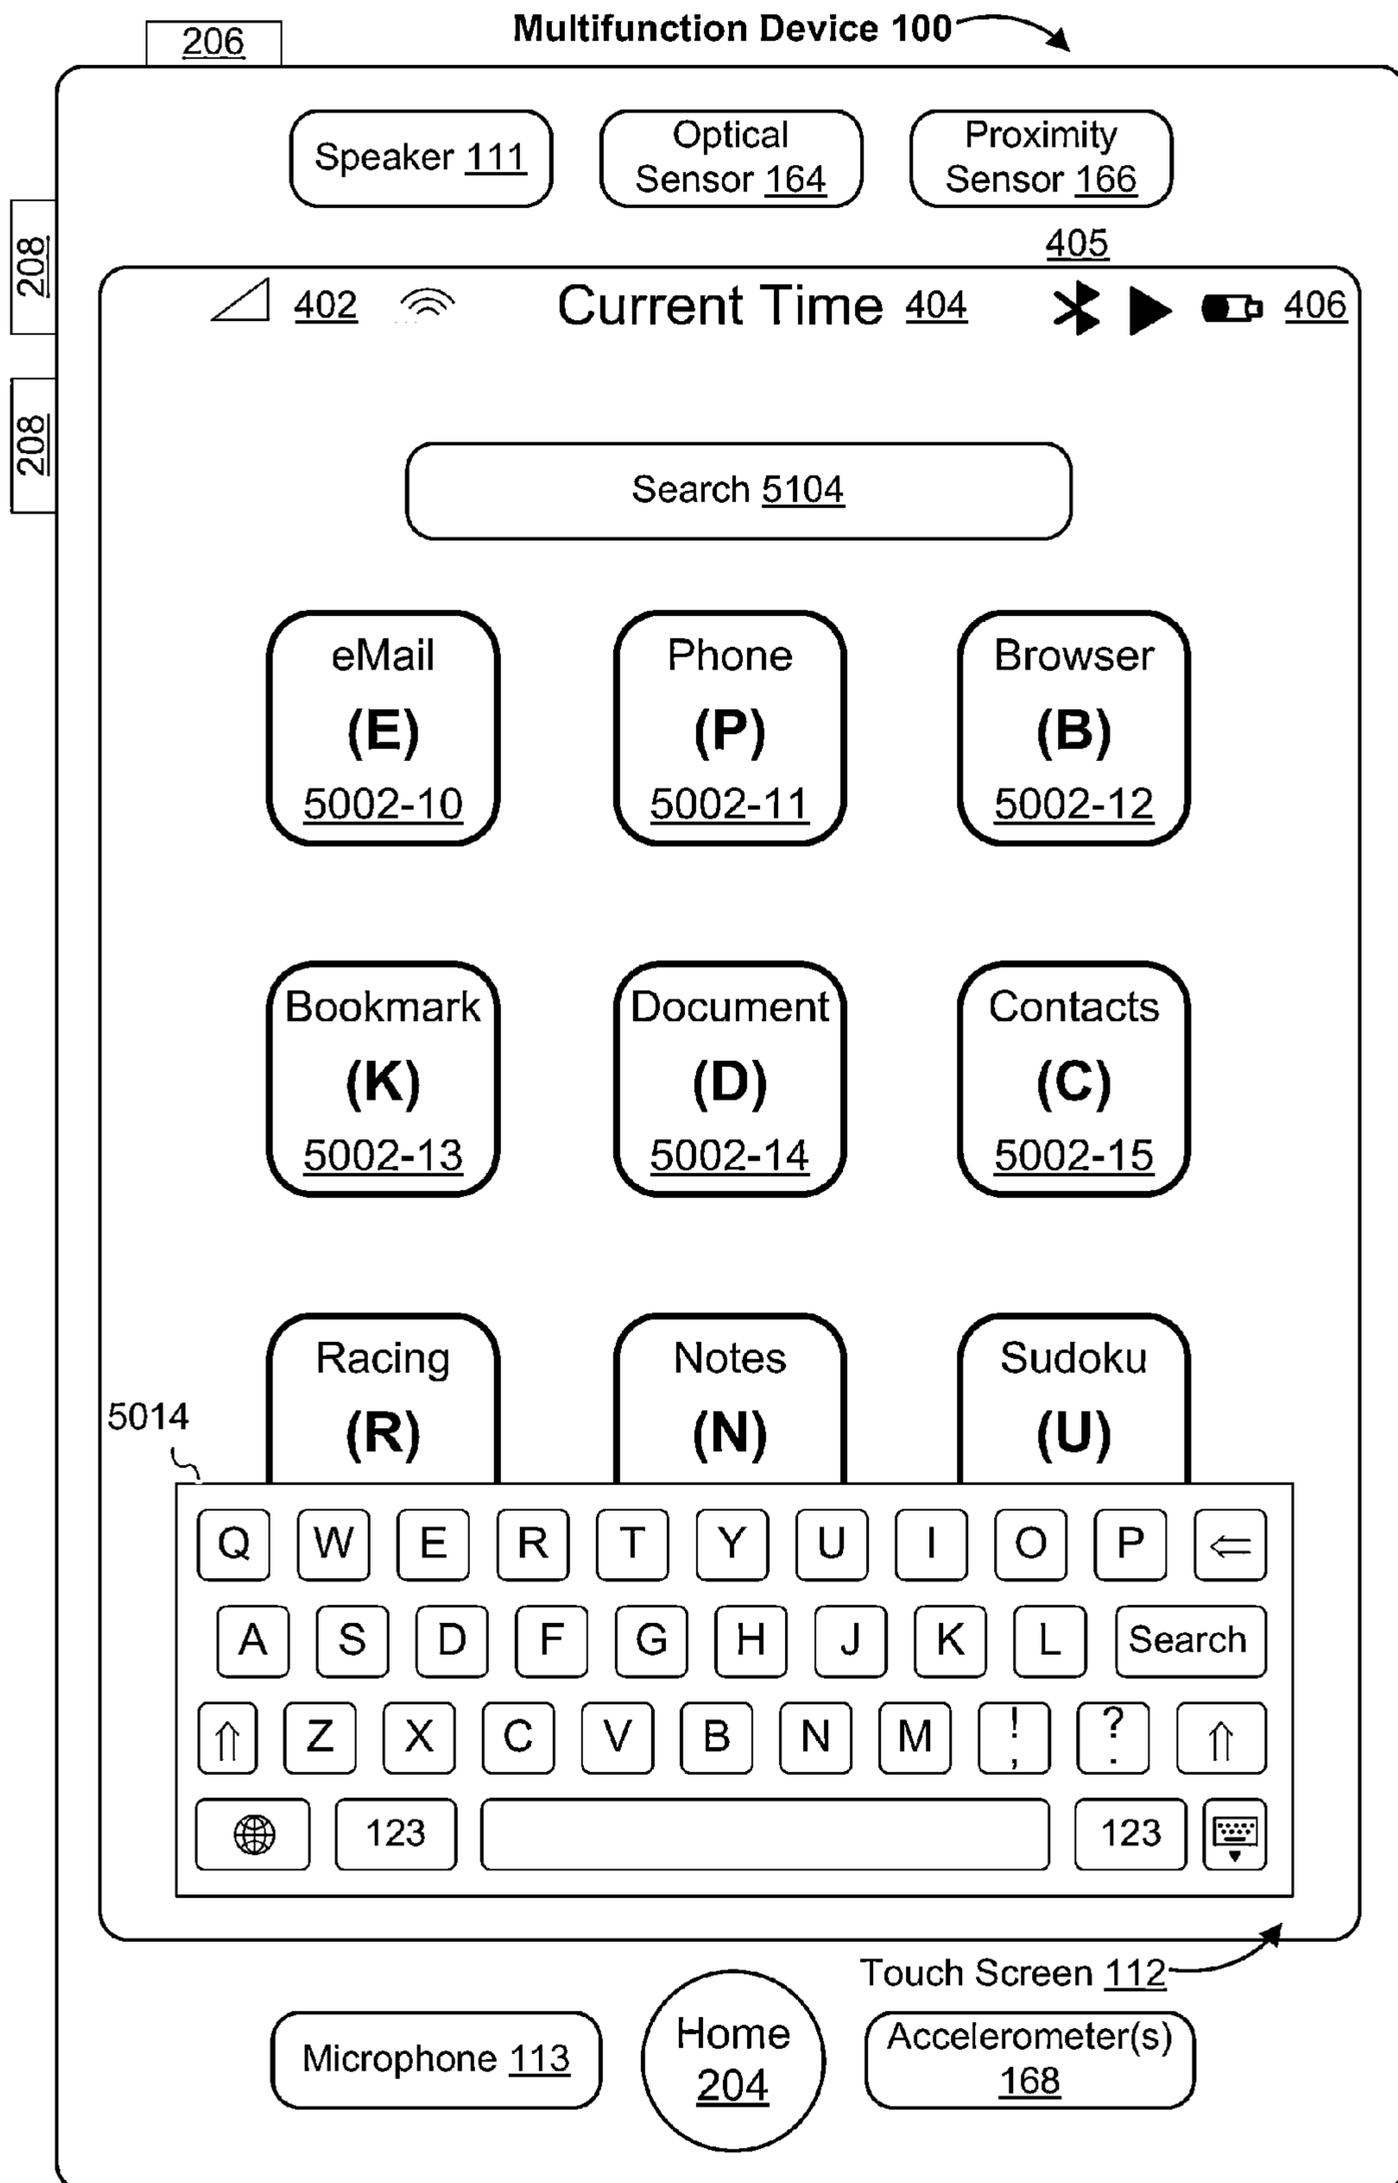 206
Multifunction Device 100
Speaker 111
Optical
Sensor 164
Proximity
Sensor 166
208
208
405
402
Current Time 404
406
Search 5104
eMail
(E)
5002-10
Phone
(P)
5002-11
Browser
(B)
5002-12
Bookmark
(K)
5002-13
Document
(D)
5002-14
Contacts
(C)
5002-15
Racing
(R)
Notes
(N)
Sudoku
(U)
5014
Q W E R T Y U I O P ⇐
A S D F G H J K L Search
⇑ Z X C V B N M ! , ? . ⇑
123 123
Touch Screen 112
Microphone 113
Home
204
Accelerometer(s)
168